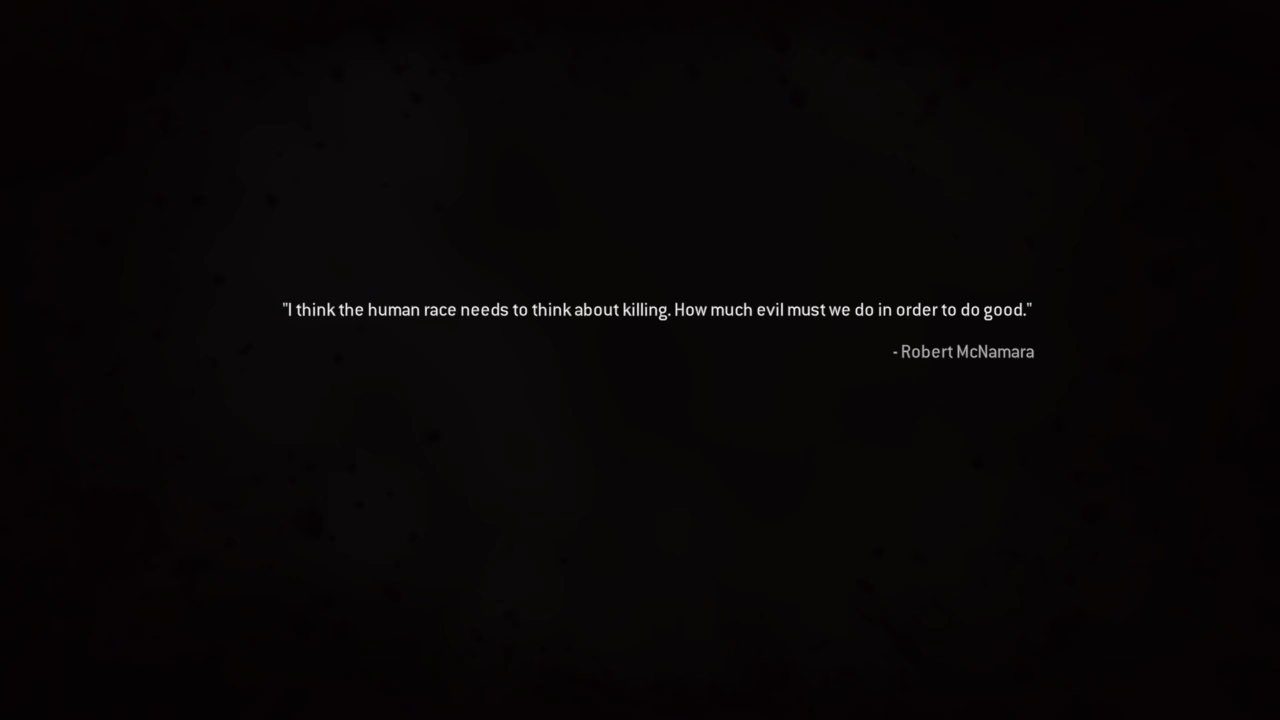 "I think the human race needs to think about killing. How much evil must we do in order to do good."
- Robert McNamara